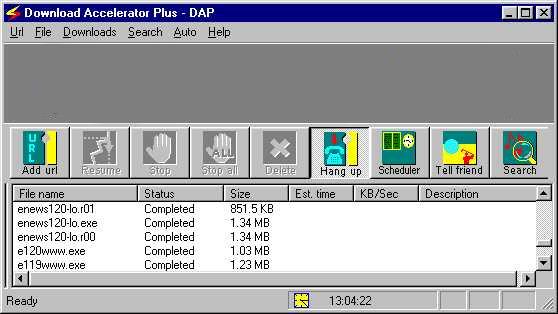 Download Accelerator Plus - DAP
Url File Downloads Search Auto Help
URL ALL
Add url Resume Stop Stop all Delete Hang up Scheduler Tell friend Search
File name Status Size Est. time KB/Sec Description
enews120-lo.r01 Completed 851.5 KB
enews120-lo.exe Completed 1.34 MB
enews120-lo.r00 Completed 1.34 MB
e120www.exe Completed 1.03 MB
e119www.exe Completed 1.23 MB
Ready 13:04:22